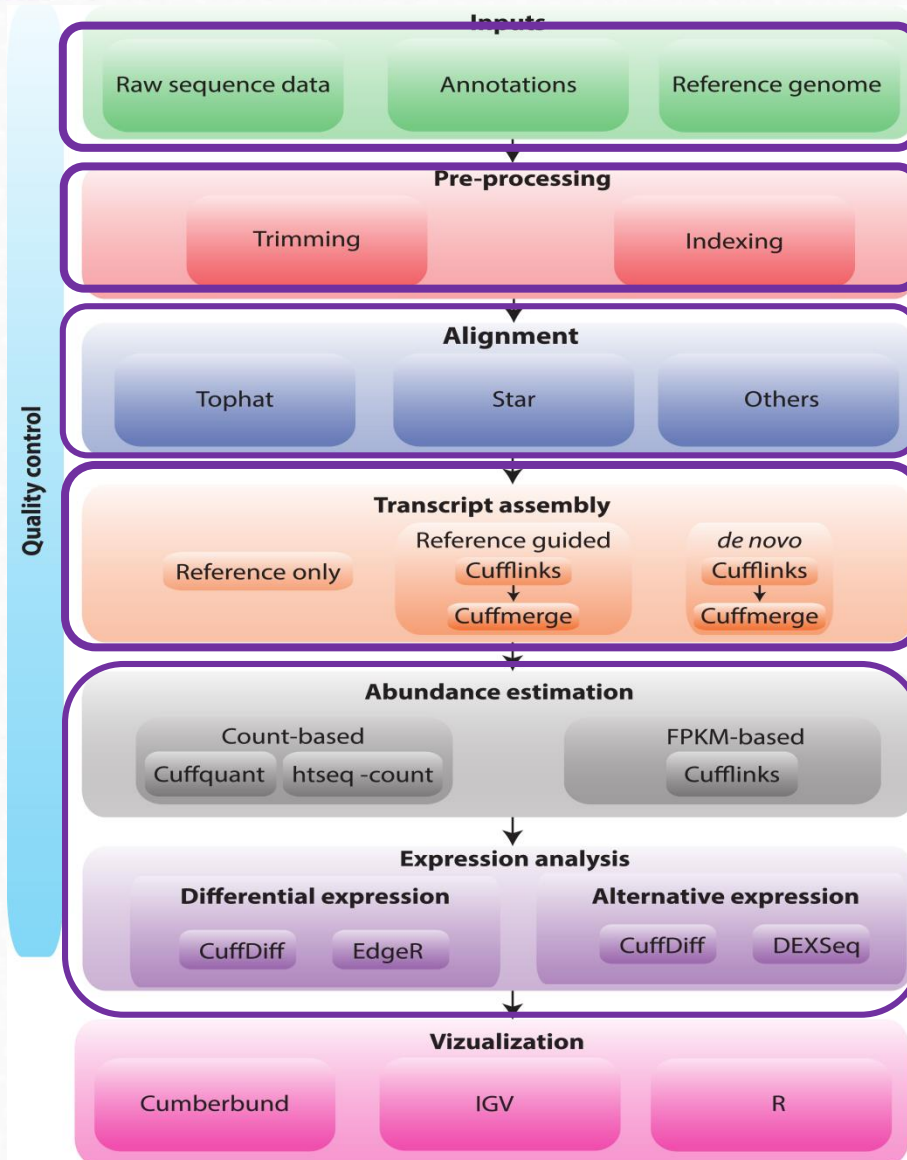 Inputs
Raw sequence data
Annotations
Reference genome
Pre-processing
Trimming
Indexing
Alignment
Tophat
Star
Others
Quality control
Transcript assembly
Reference only
Reference guided
Cufflinks
Cuffmerge
de novo
Cufflinks
Cuffmerge
Abundance estimation
Count-based
Cuffquant
htseq -count
FPKM-based
Cufflinks
Expression analysis
Differential expression
CuffDiff
EdgeR
Alternative expression
CuffDiff
DEXSeq
Vizualization
Cumberbund
IGV
R